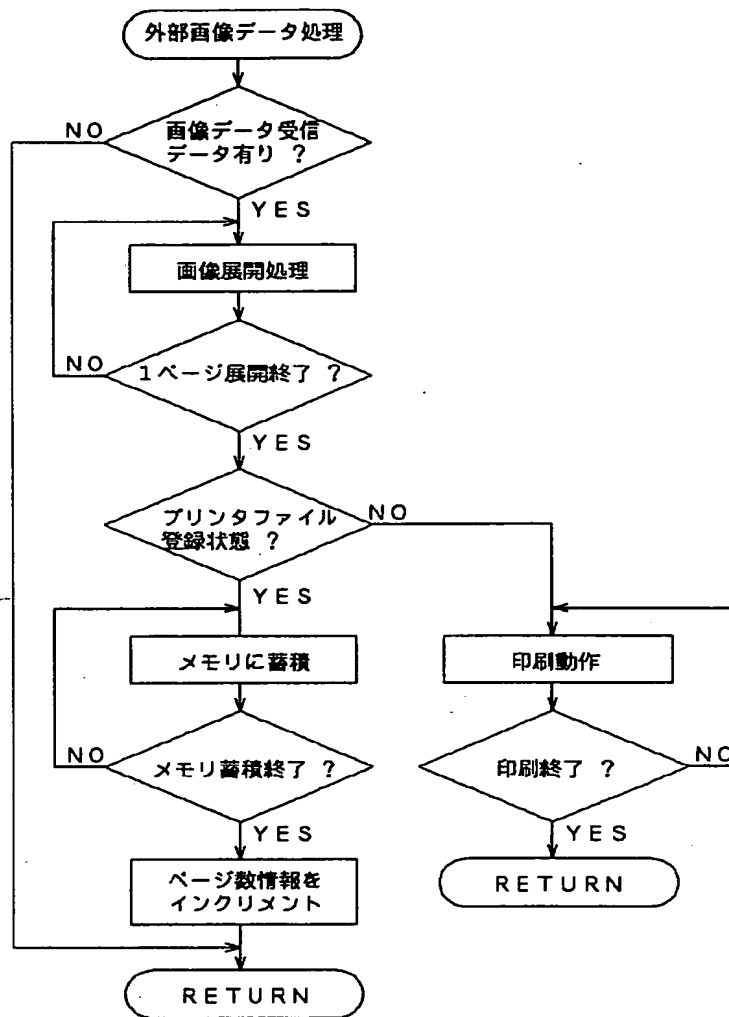 外部画像データ処理
NO
画像データ受信
データ有り ?
YES
画像展開処理
NO
1ページ展開終了 ?
YES
プリンタファイル
登録状態 ?
NO
YES
メモリに蓄積
印刷動作
NO
メモリ蓄積終了 ?
印刷終了 ?
NO
YES
YES
ページ数情報を
インクリメント
RETURN
RETURN